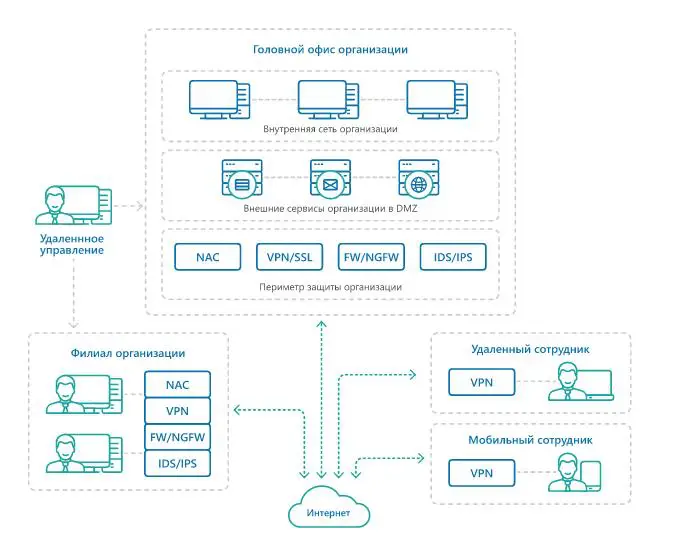 Головной офис организации
Внутренняя сеть организации
Внешние сервисы организации в DMZ
Удаленное
управление
NAC
VPN/SSL
FW/NGFW
IDS/IPS
Периметр защиты организации
Филиал организации
NAC
VPN
FW/NGFW
IDS/IPS
Удаленный сотрудник
VPN
Мобильный сотрудник
VPN
Интернет